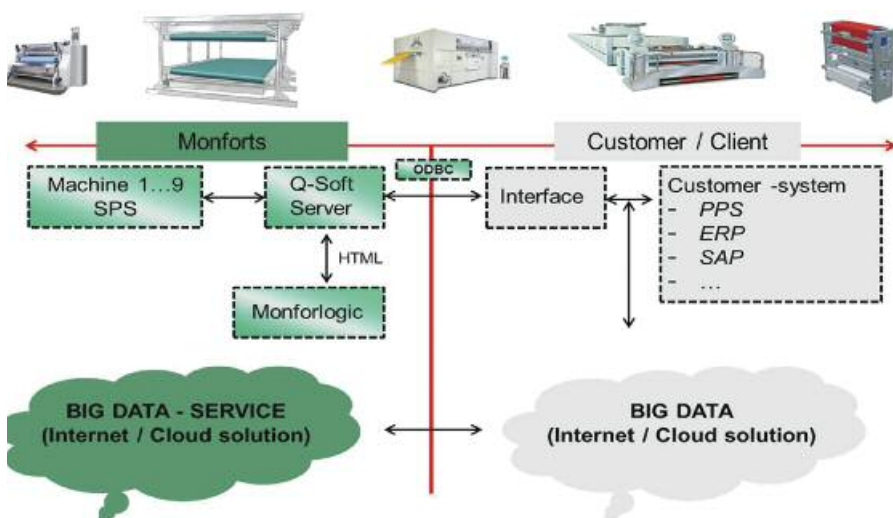 Monforts
Customer / Client
ODBC
Machine 1...9
SPS
Q-Soft
Server
Interface
Customer -system
- PPS
- ERP
- SAP
- ...
HTML
Monforlogic
BIG DATA - SERVICE
(Internet / Cloud solution)
BIG DATA
(Internet / Cloud solution)